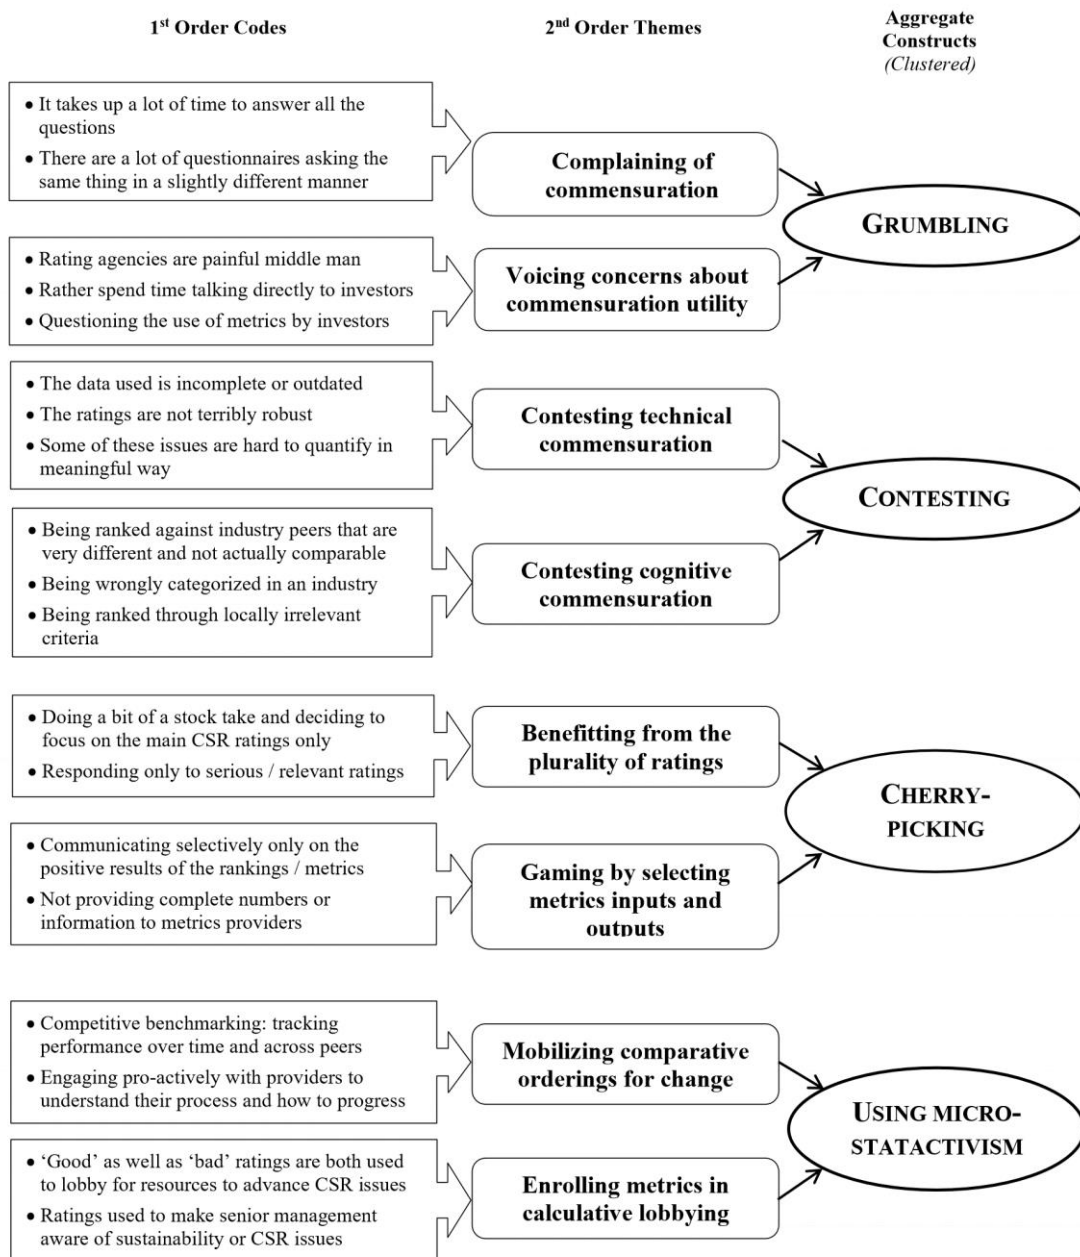 1st Order Codes
2nd Order Themes
Aggregate
Constructs
(Clustered)
• It takes up a lot of time to answer all the
questions
• There are a lot of questionnaires asking the
same thing in a slightly different manner
Complaining of
commensuration
• Rating agencies are painful middle man
• Rather spend time talking directly to investors
• Questioning the use of metrics by investors
Voicing concerns about
commensuration utility
GRUMBLING
• The data used is incomplete or outdated
• The ratings are not terribly robust
• Some of these issues are hard to quantify in
meaningful way
Contesting technical
commensuration
• Being ranked against industry peers that are
very different and not actually comparable
• Being wrongly categorized in an industry
• Being ranked through locally irrelevant
criteria
Contesting cognitive
commensuration
CONTESTING
• Doing a bit of a stock take and deciding to
focus on the main CSR ratings only
• Responding only to serious / relevant ratings
Benefitting from the
plurality of ratings
• Communicating selectively only on the
positive results of the rankings / metrics
• Not providing complete numbers or
information to metrics providers
Gaming by selecting
metrics inputs and
outputs
CHERRY-
PICKING
• Competitive benchmarking: tracking
performance over time and across peers
• Engaging pro-actively with providers to
understand their process and how to progress
Mobilizing comparative
orderings for change
• ‘Good’ as well as ‘bad’ ratings are both used
to lobby for resources to advance CSR issues
• Ratings used to make senior management
aware of sustainability or CSR issues
Enrolling metrics in
calculative lobbying
USING MICRO-
STATACTIVISM